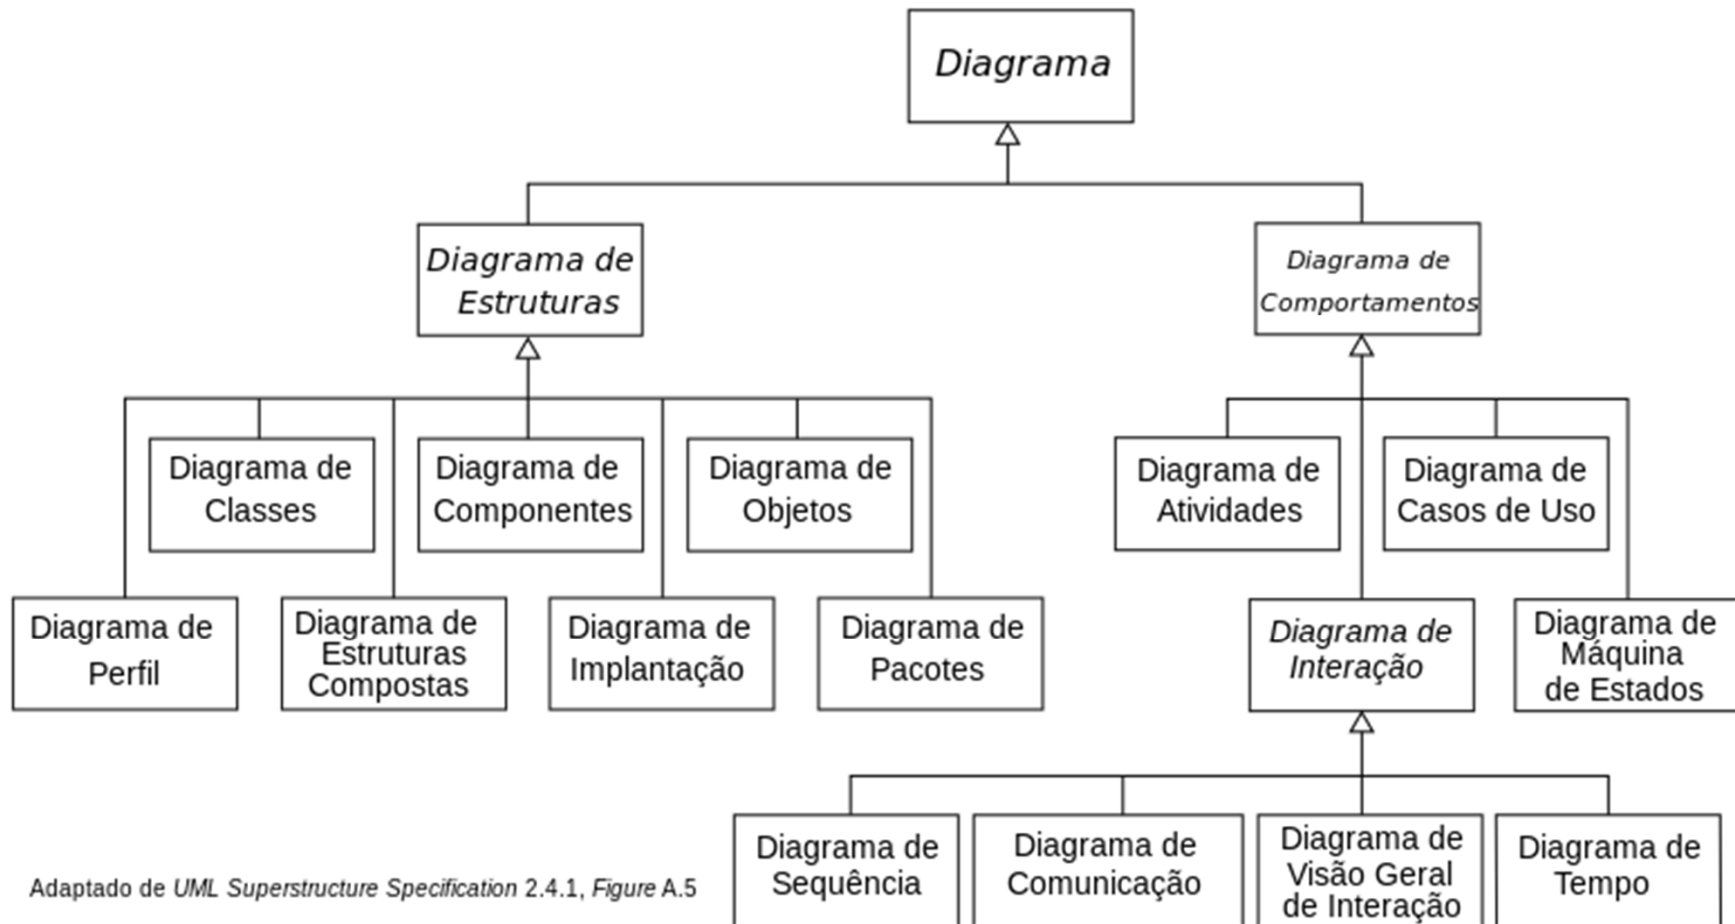 Diagrama
Diagrama de
Estruturas
Diagrama de
Comportamentos
Diagrama de
Classes
Diagrama de
Componentes
Diagrama de
Objetos
Diagrama de
Atividades
Diagrama de
Casos de Uso
Diagrama de
Perfil
Diagrama de
Estruturas
Compostas
Diagrama de
Implantação
Diagrama de
Pacotes
Diagrama de
Interação
Diagrama de
Máquina
de Estados
Diagrama de
Sequência
Diagrama de
Comunicação
Diagrama de
Visão Geral
de Interação
Diagrama de
Tempo
Adaptado de UML Superstructure Specification 2.4.1, Figure A.5